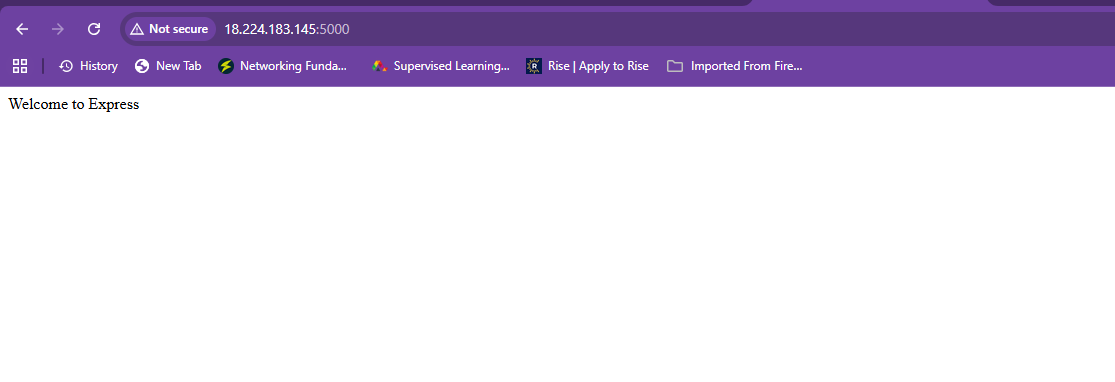 Not secure 18.224.183.145:5000
History New Tab Networking Funda... Supervised Learning... R Rise | Apply to Rise Imported From Fire...
Welcome to Express